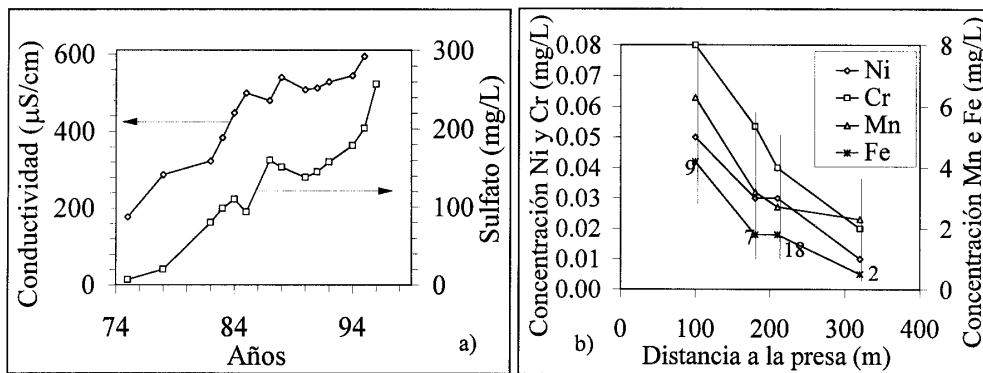 Conductividad (µS/cm)
600
400
200
0
74
84
94
Años
300
200
100
0
Sulfato (mg/L)
a)
Concentración Ni y Cr (mg/L)
0.08
0.07
0.06
0.05
0.04
0.03
0.02
0.01
0.00
0
100
200
300
400
Distancia a la presa (m)
8
6
4
2
0
Concentración Mn e Fe (mg/L)
Ni
Cr
Mn
Fe
9
7
18
2
b)